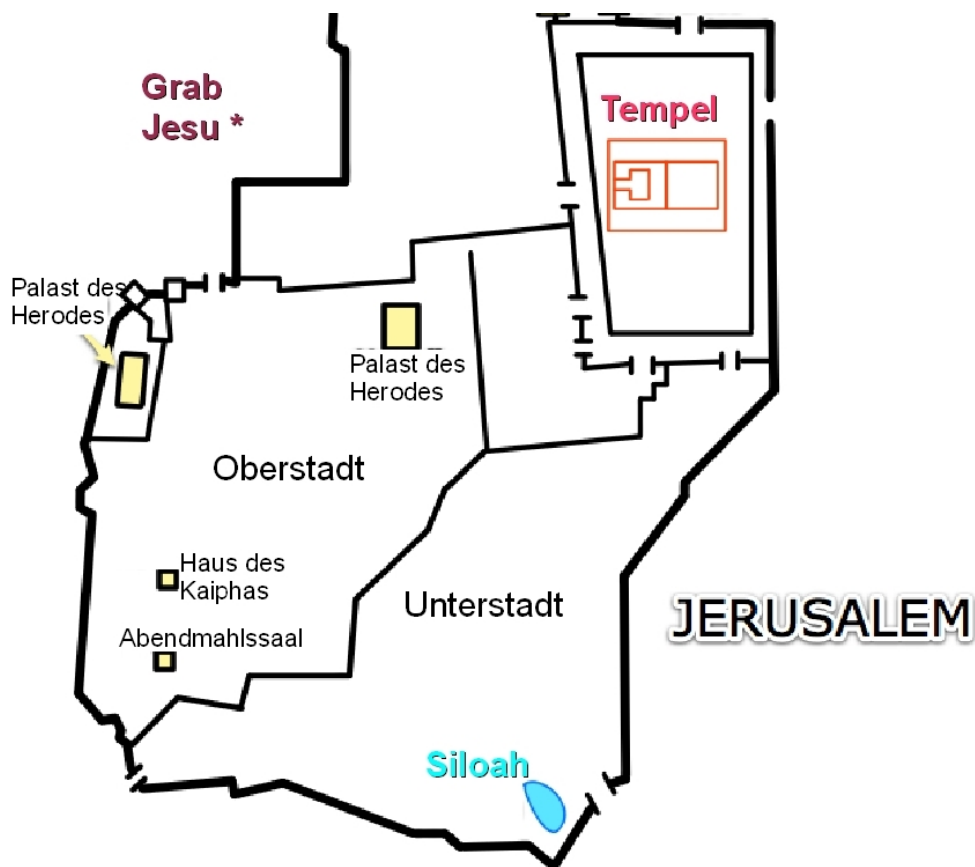 Grab
Jesu *
Tempel
Palast des
Herodes
Palast des
Herodes
Oberstadt
Haus des
Kaiphas
Unterstadt
JERUSALEM
Abendmahlssaal
Siloah